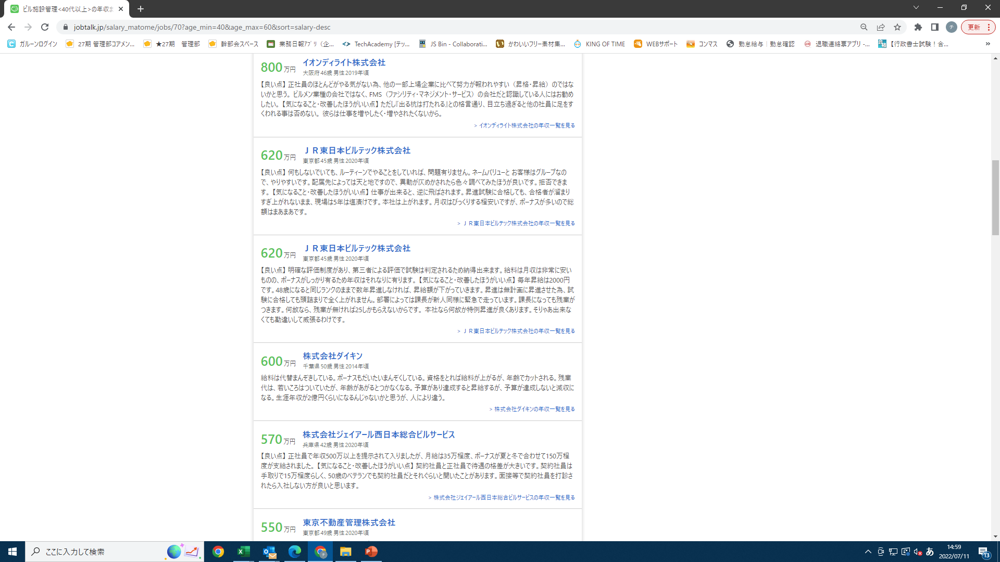 ビル施設管理<40代以上>の年収ま
jobtalk.jp/salary_matome/jobs/70?age_min=40&age_max=60&sort=salary-desc
チ
更新
ガルーンログイン
27期 管理部コアメン...
★27期 管理部
幹部会スペース
業務日報ｱﾌﾟﾘ（企...
TechAcademy [テッ...
JS Bin - Collaborati...
かわいいフリー素材集...
KING OF TIME
WEBサポート
コンマス
勤怠給与｜勤怠確認
退職連絡票アプリ -...
【行政書士試験！合...
»
800万円
イオンディライト株式会社
大阪府 46歳 男性 2019年頃
【良い点】 正社員のほとんどがやる気がない為、他の一部上場企業に比べて努力が報われやすい（昇格・昇給）のではな
いかと思う。 ビルメン業種の会社ではなく、FMS（ファシリティ・マネジメント・サービス）の会社だと認識している人にはお勧め
したい。 【気になること・改善したほうがいい点】 ただし『出る杭は打たれる』との格言通り、目立ち過ぎると他の社員に足をす
くわれる事は否めない。 彼らは仕事を増やしたく・増やされたくないから。
> イオンディライト株式会社の年収一覧を見る
620万円
ＪＲ東日本ビルテック株式会社
東京都 45歳 男性 2020年頃
【良い点】 何もしないでいても、ルーティーンでやることをしていれば、問題有りません。ネームバリューと お客様はグループなの
で、やりやすいです。配属先によっては天と地ですので、異動が仄めかされたら色々調べてみたほうが良いです。拒否できま
す。 【気になること・改善したほうがいい点】 仕事が出来ると、逆に飛ばされます。昇進試験に合格しても、合格者が溜まり
すぎ上がれないまま、現場は5年は塩漬けです。本社は上がれます。月収はびっくりする程安いですが、ボーナスが多いので総
額はまあまあです。
> ＪＲ東日本ビルテック株式会社の年収一覧を見る
620万円
ＪＲ東日本ビルテック株式会社
東京都 45歳 男性 2020年頃
【良い点】 明確な評価制度があり、第三者による評価で試験は判定されるため納得出来ます。給料は月収は非常に安い
ものの、ボーナスがしっかり有るため年収はそれなりに有ります。 【気になること・改善したほうがいい点】 毎年昇給は2000円
です。48歳になると同じランクのままで数年昇進しなければ、昇給額が下がっていきます。昇進は無計画に昇進させた為、試
験に合格しても頭詰まりで全く上がれません。部署によっては課長が新人同様に緊急で走っています。課長になっても残業が
つきます。何故なら、残業が無ければ25しかもらえないからです。 本社なら何故か特例昇進が良くあります。そりゃあ出来な
くても勘違いして威張るわけです。
> ＪＲ東日本ビルテック株式会社の年収一覧を見る
600万円
株式会社ダイキン
千葉県 50歳 男性 2014年頃
給料は代替まんぞきしている。ボーナスもだいたいまんぞくしている。資格をとれば給料が上がるが、年齢でカットされる。残業
代は、若いころはついていたが、年齢があがるとつかなくなる。予算があり達成すると昇給するが、予算が達成しないと減収に
なる。生涯年収が2億円くらいになるんじゃないかと思うが、人により違う。
> 株式会社ダイキンの年収一覧を見る
570万円
株式会社ジェイアール西日本総合ビルサービス
兵庫県 42歳 男性 2020年頃
【良い点】 正社員で年収500万以上を提示されて入りましたが、月給は35万程度、ボーナスが夏と冬で合わせて150万程
度が支給されました。 【気になること・改善したほうがいい点】 契約社員と正社員で待遇の格差が大きいです。契約社員は
手取りで15万程度らしく、50歳のベテランでも契約社員だとそれぐらいと聞いたことがあります。面接等で契約社員を打診さ
れたら入社しない方が良いと思います。
> 株式会社ジェイアール西日本総合ビルサービスの年収一覧を見る
550万円
東京不動産管理株式会社
東京都 49歳 男性 2020年頃
ここに入力して検索
あ
14:59
2022/07/11
13